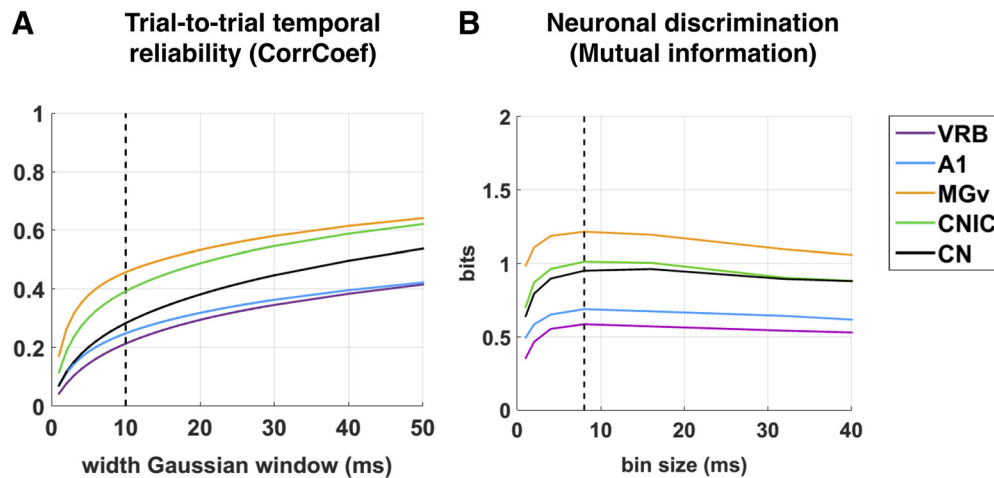 A
Trial-to-trial temporal
reliability (CorrCoef)
1
0.8
0.6
0.4
0.2
0
0 10 20 30 40 50
width Gaussian window (ms)
B
Neuronal discrimination
(Mutual information)
2
1.5
1
0.5
0
bits
0 10 20 30 40
bin size (ms)
VRB
A1
MGv
CNIC
CN